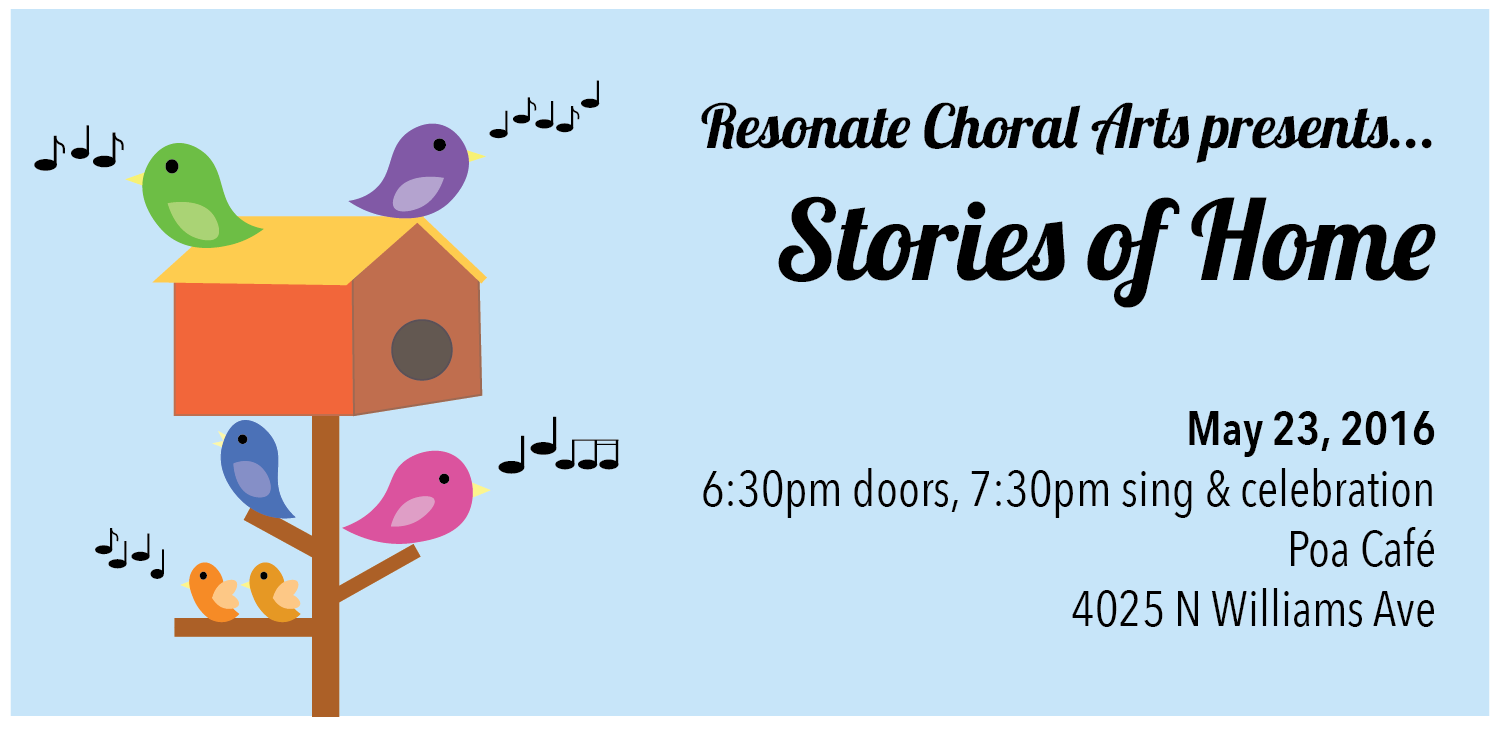 Resonate Choral Arts presents...
Stories of Home
May 23, 2016
6:30pm doors, 7:30pm sing & celebration
Poa Café
4025 N Williams Ave